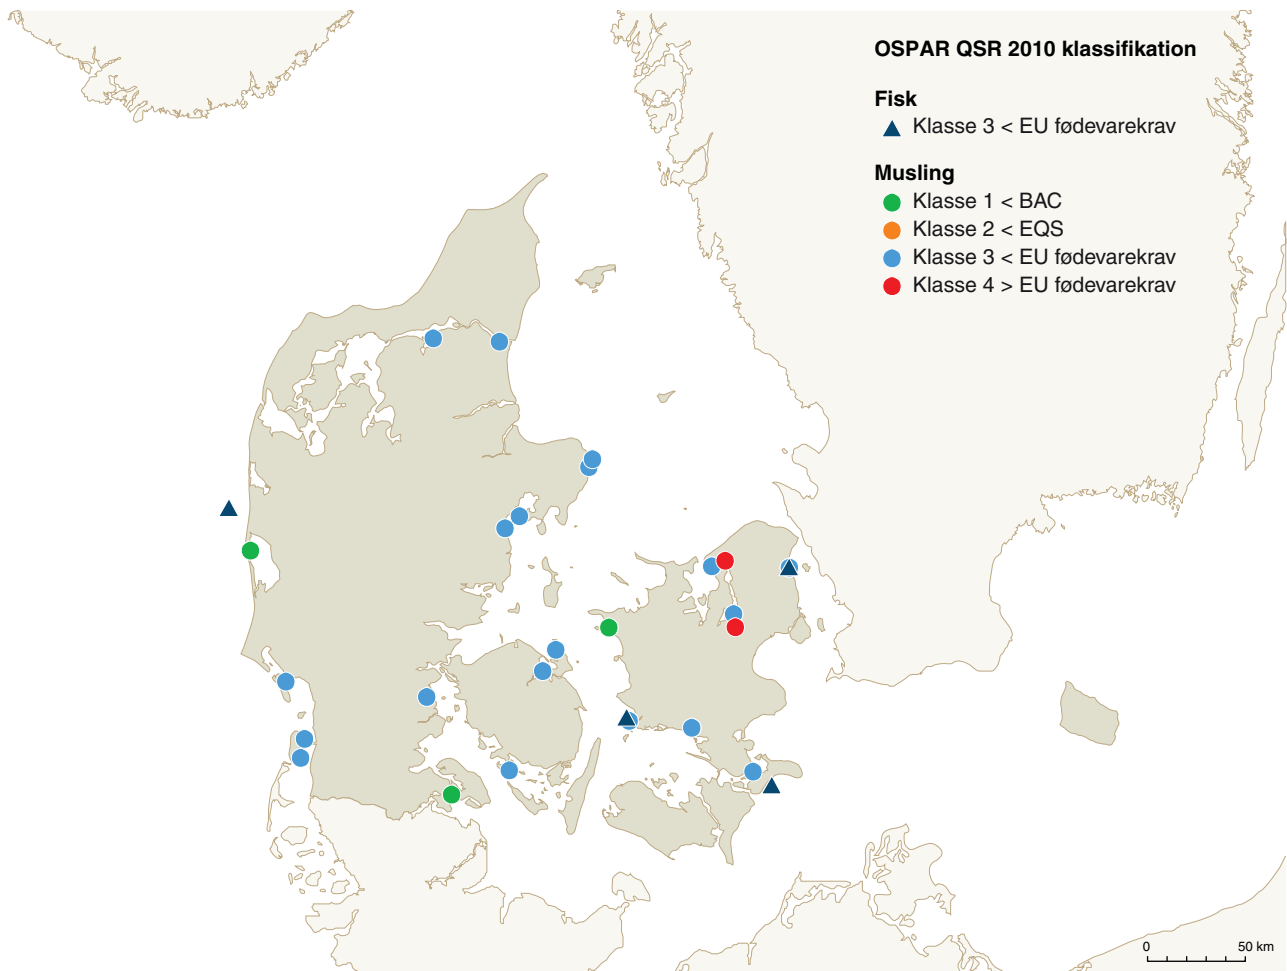 OSPAR QSR 2010 klassifikation
Fisk
Klasse 3 < EU fødevarekrav
Musling
Klasse 1 < BAC
Klasse 2 < EQS
Klasse 3 < EU fødevarekrav
Klasse 4 > EU fødevarekrav
0 50 km